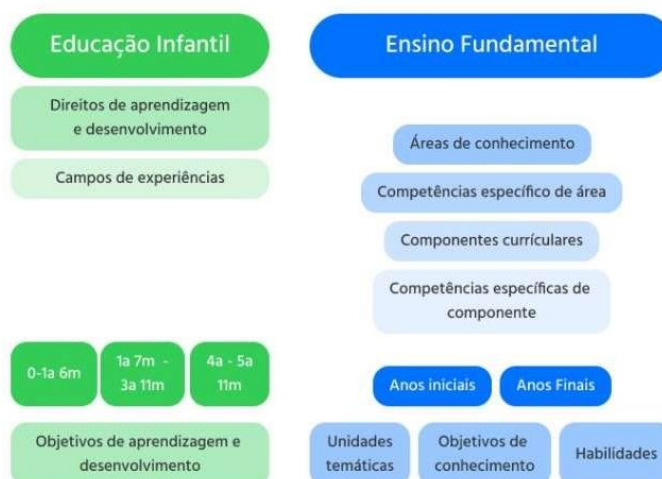 Educação Infantil
Direitos de aprendizagem
e desenvolvimento
Campos de experiências
0-1a 6m
1a 7m -
3a 11m
4a - 5a
11m
Objetivos de aprendizagem e
desenvolvimento
Ensino Fundamental
Áreas de conhecimento
Competências específico de área
Componentes currículares
Competências específicas de
componente
Anos iniciais
Anos Finais
Unidades
temáticas
Objetivos de
conhecimento
Habilidades